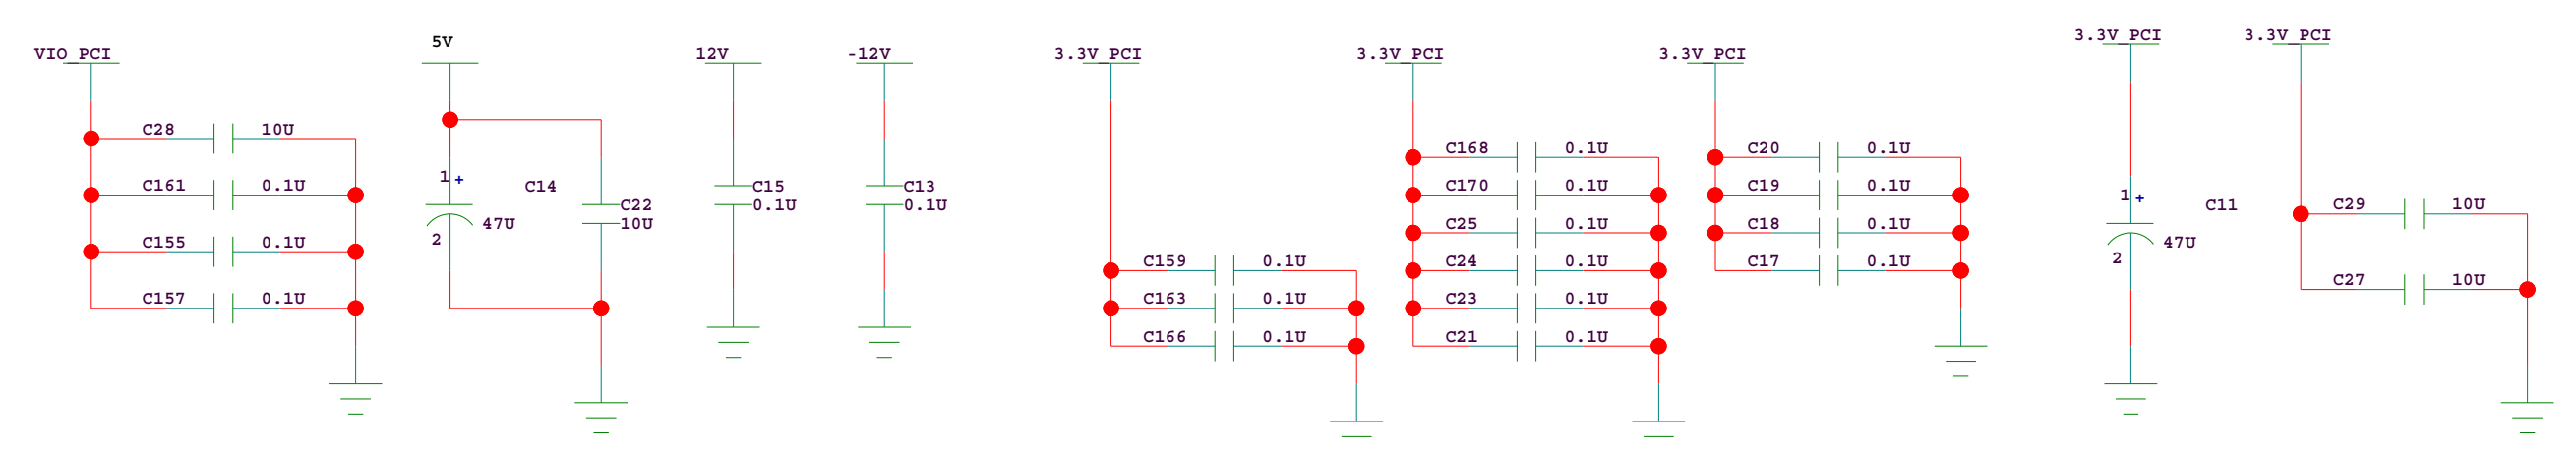 VIO_PCI
C28 10U
C161 0.1U
C155 0.1U
C157 0.1U
5V
1 +
C14
47U
2
C22
10U
12V
C15
0.1U
-12V
C13
0.1U
3.3V_PCI
C159 0.1U
C163 0.1U
C166 0.1U
3.3V_PCI
C168 0.1U
C170 0.1U
C25 0.1U
C24 0.1U
C23 0.1U
C21 0.1U
3.3V_PCI
C20 0.1U
C19 0.1U
C18 0.1U
C17 0.1U
3.3V_PCI
1 +
C11
47U
2
3.3V_PCI
C29 10U
C27 10U